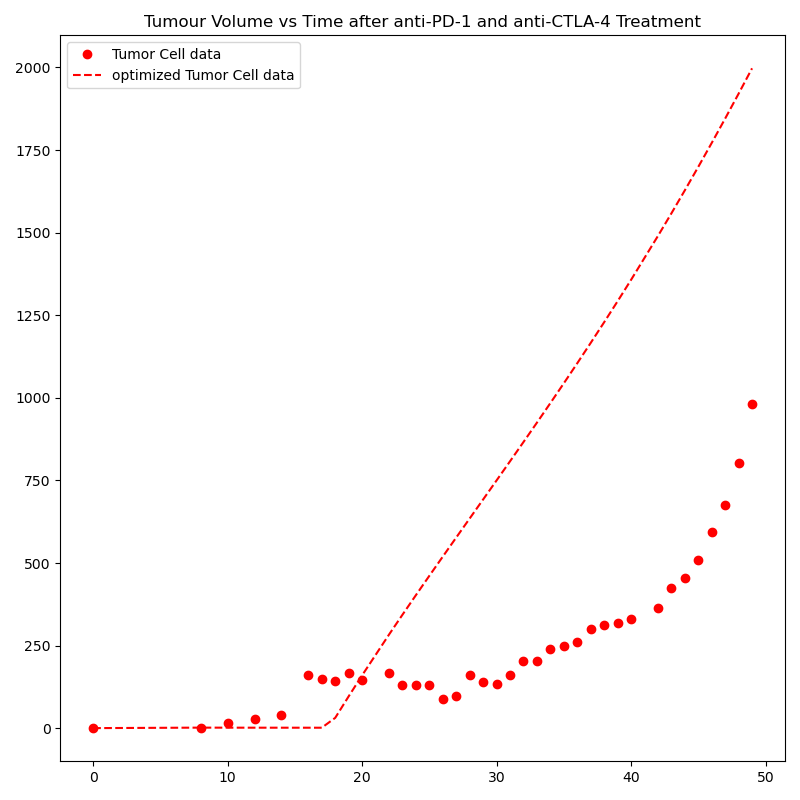 Tumour Volume vs Time after anti-PD-1 and anti-CTLA-4 Treatment
Tumor Cell data
optimized Tumor Cell data
2000
1750
1500
1250
1000
750
500
250
0
0 10 20 30 40 50